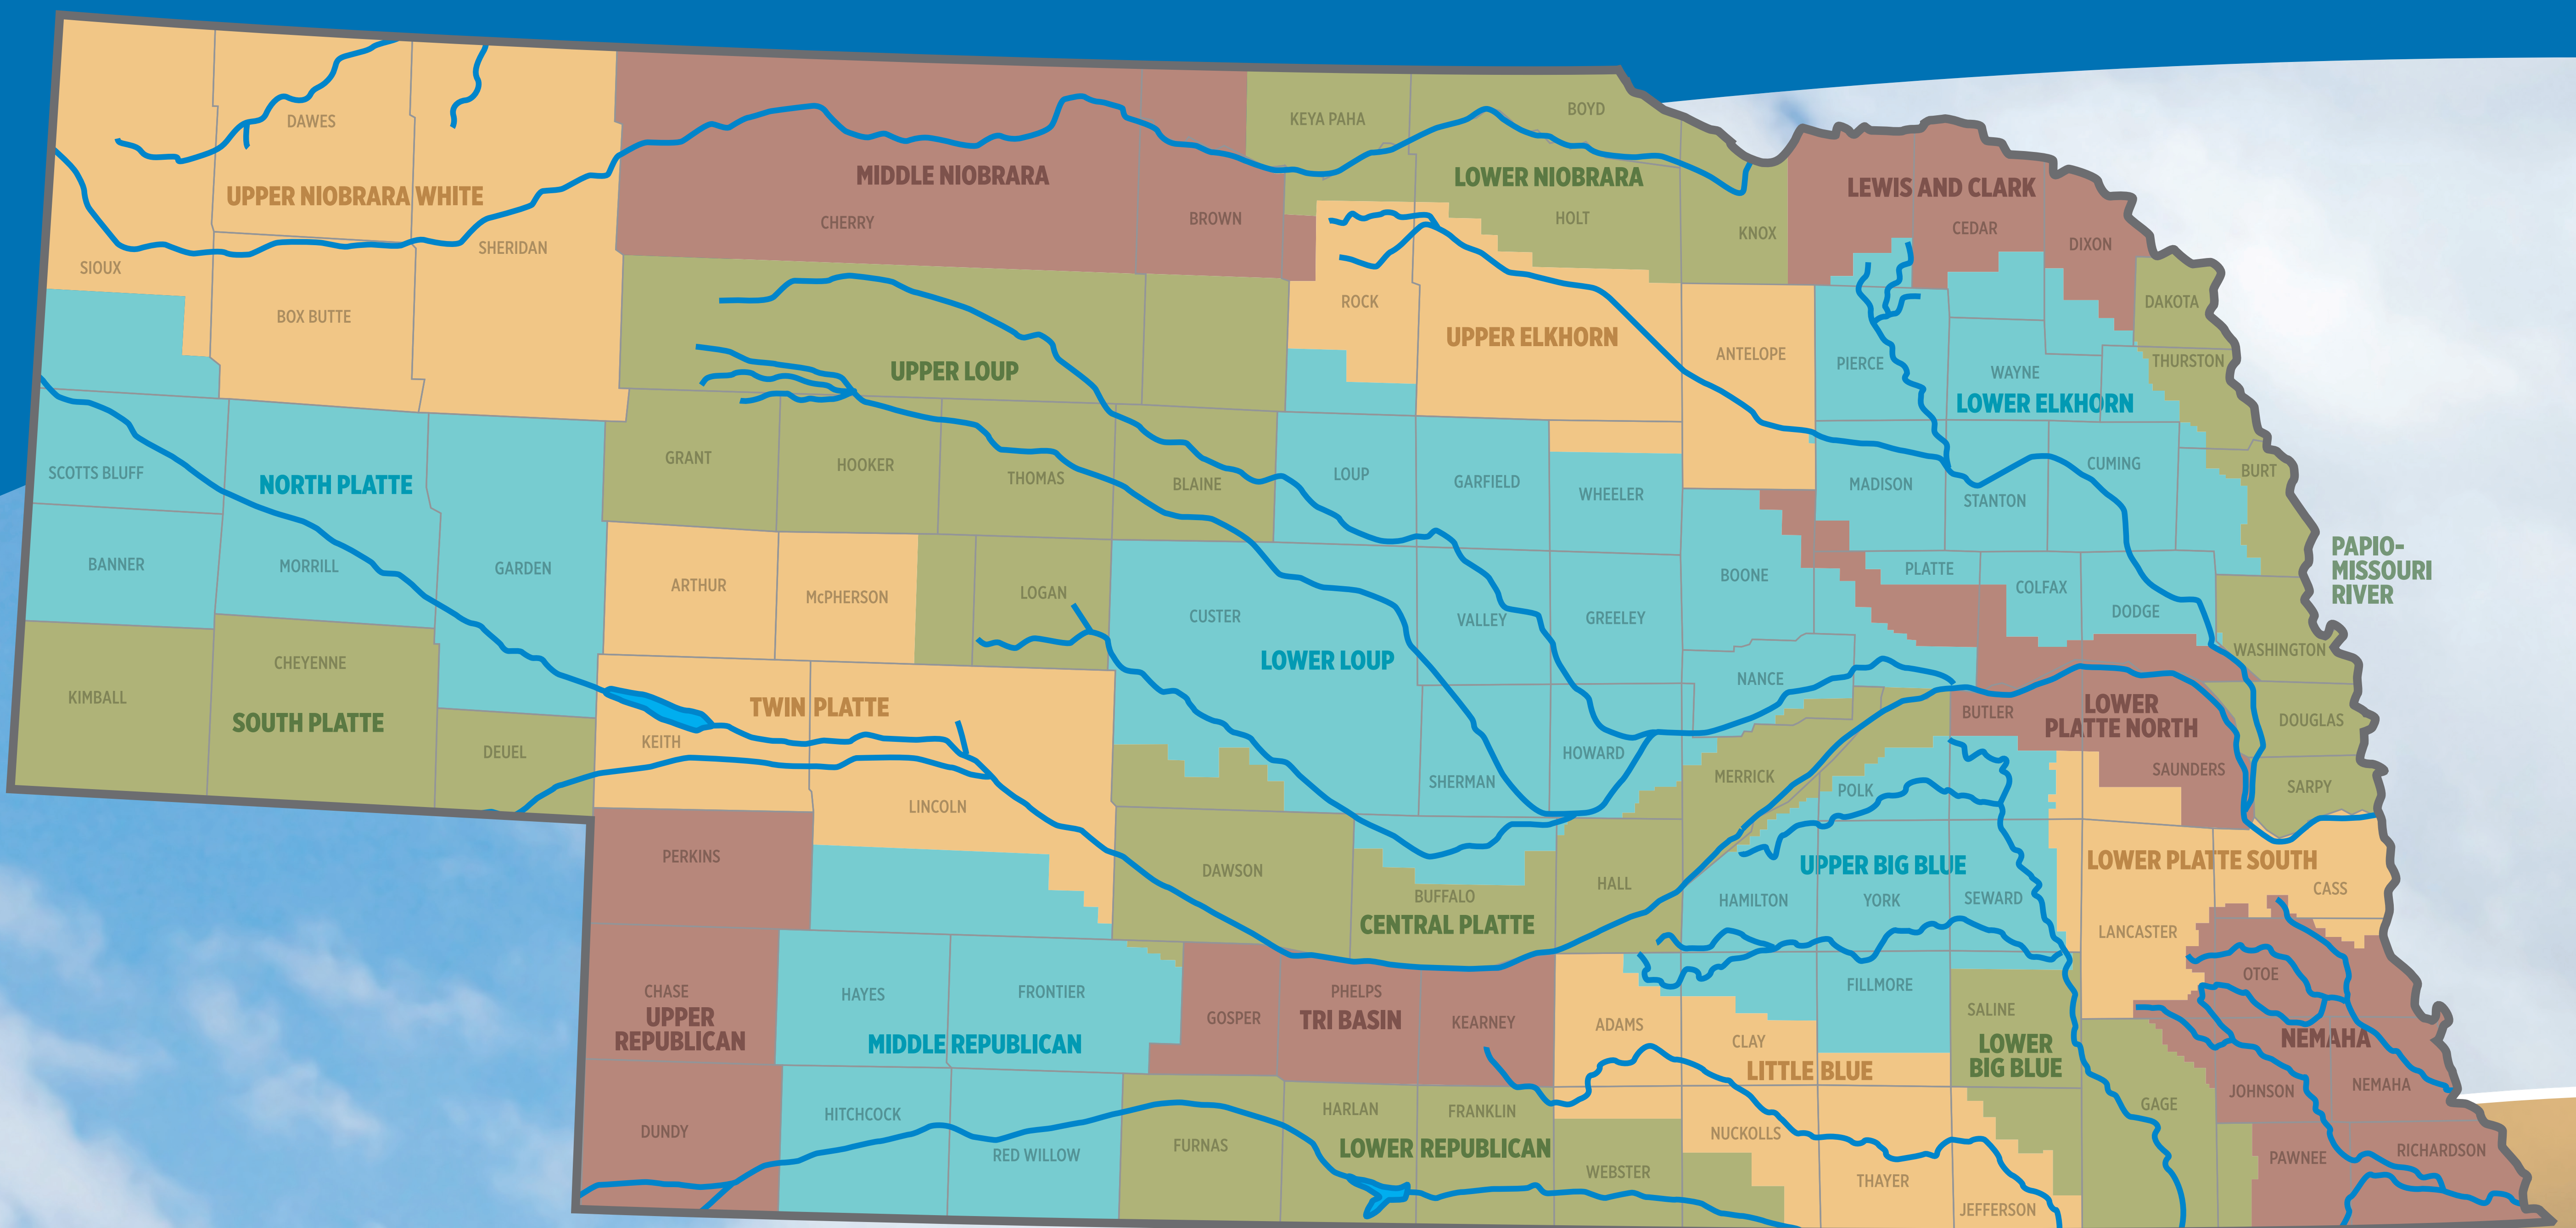 DAWES
UPPER NIOBRARA WHITE
SIOUX
SHERIDAN
BOX BUTTE
MIDDLE NIOBRARA
CHERRY
BROWN
KEYA PAHA
BOYD
LOWER NIOBRARA
HOLT
KNOX
LEWIS AND CLARK
CEDAR
DIXON
DAKOTA
THURSTON
ROCK
UPPER ELKHORN
ANTELOPE
PIERCE
WAYNE
LOWER ELKHORN
UPPER LOUP
SCOTTS BLUFF
NORTH PLATTE
GRANT
HOOKER
THOMAS
BLAINE
LOUP
GARFIELD
WHEELER
MADISON
STANTON
CUMING
BURT
BANNER
MORRILL
GARDEN
ARTHUR
McPHERSON
LOGAN
CUSTER
VALLEY
GREELEY
BOONE
PLATTE
COLFAX
DODGE
PAPIO-
MISSOURI
RIVER
WASHINGTON
LOWER LOUP
NANCE
KIMBALL
CHEYENNE
SOUTH PLATTE
DEUEL
TWIN PLATTE
KEITH
LINCOLN
SHERMAN
HOWARD
MERRICK
POLK
BUTLER
LOWER
PLATTE NORTH
SAUNDERS
DOUGLAS
SARPY
PERKINS
DAWSON
BUFFALO
CENTRAL PLATTE
HALL
HAMILTON
UPPER BIG BLUE
YORK
SEWARD
LOWER PLATTE SOUTH
CASS
LANCASTER
OTOE
CHASE
UPPER
REPUBLICAN
HAYES
FRONTIER
MIDDLE REPUBLICAN
GOSPER
PHELPS
TRI BASIN
KEARNEY
ADAMS
CLAY
LITTLE BLUE
FILLMORE
SALINE
LOWER
BIG BLUE
NEMAHA
JOHNSON
NEMAHA
GAGE
DUNDY
HITCHCOCK
RED WILLOW
FURNAS
HARLAN
FRANKLIN
LOWER REPUBLICAN
WEBSTER
NUCKOLLS
THAYER
JEFFERSON
PAWNEE
RICHARDSON